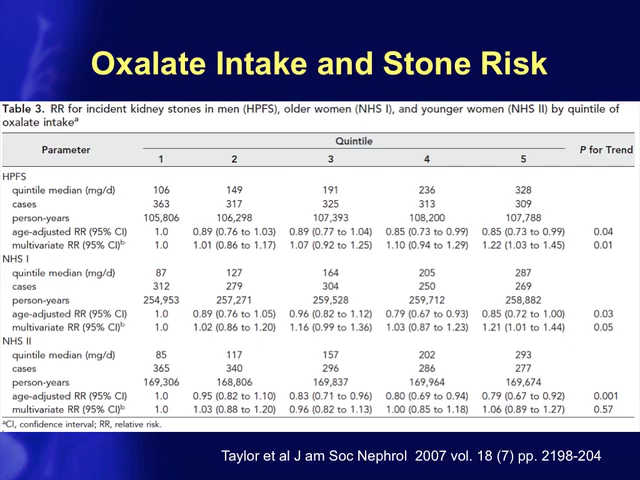 Oxalate Intake and Stone Risk
Table 3. RR for incident kidney stones in men (HPFS), older women (NHS I), and younger women (NHS II) by quintile of
oxalate intakeᵃ
Parameter Quintile P for Trend
1 2 3 4 5
HPFS
quintile median (mg/d) 106 149 191 236 328
cases 363 317 325 313 309
person-years 105,806 106,298 107,393 108,200 107,788
age-adjusted RR (95% CI) 1.0 0.89 (0.76 to 1.03) 0.89 (0.77 to 1.04) 0.85 (0.73 to 0.99) 0.85 (0.73 to 0.99) 0.04
multivariate RR (95% CI)ᵇ 1.0 1.01 (0.86 to 1.17) 1.07 (0.92 to 1.25) 1.10 (0.94 to 1.29) 1.22 (1.03 to 1.45) 0.01
NHS I
quintile median (mg/d) 87 127 164 205 287
cases 312 279 304 250 269
person-years 254,953 257,271 259,528 259,712 258,882
age-adjusted RR (95% CI) 1.0 0.89 (0.76 to 1.05) 0.96 (0.82 to 1.12) 0.79 (0.67 to 0.93) 0.85 (0.72 to 1.00) 0.03
multivariate RR (95% CI)ᵇ 1.0 1.02 (0.86 to 1.20) 1.16 (0.99 to 1.36) 1.03 (0.87 to 1.23) 1.21 (1.01 to 1.44) 0.05
NHS II
quintile median (mg/d) 85 117 157 202 293
cases 365 340 296 286 277
person-years 169,306 168,806 169,837 169,964 169,674
age-adjusted RR (95% CI) 1.0 0.95 (0.82 to 1.10) 0.83 (0.71 to 0.96) 0.80 (0.69 to 0.94) 0.79 (0.67 to 0.92) 0.001
multivariate RR (95% CI)ᵇ 1.0 1.03 (0.88 to 1.20) 0.96 (0.82 to 1.13) 1.00 (0.85 to 1.18) 1.06 (0.89 to 1.27) 0.57
ᵃCI, confidence interval; RR, relative risk.
Taylor et al J am Soc Nephrol 2007 vol. 18 (7) pp. 2198-204